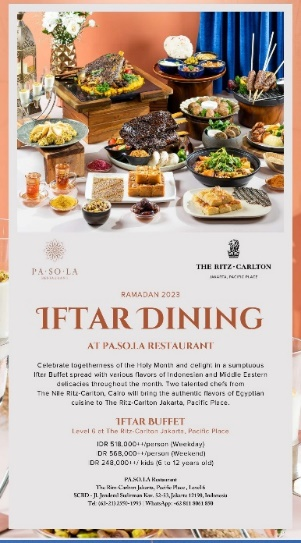 PA·SO·LA
RESTAURANT
THE RITZ-CARLTON
JAKARTA, PACIFIC PLACE
RAMADAN 2023
IFTAR DINING
AT PA.SO.LA RESTAURANT
Celebrate togetherness of the Holy Month and delight in a sumptuous
Iftar Buffet spread with various flavors of Indonesian and Middle Eastern
delicacies throughout the month. Two talented chefs from
The Nile Ritz-Carlton, Cairo will bring the authentic flavors of Egyptian
cuisine to The Ritz-Carlton Jakarta, Pacific Place.
IFTAR BUFFET
Level 6 at The Ritz-Carlton Jakarta, Pacific Place
IDR 518,000++/person (Weekday)
IDR 568,000++/person (Weekend)
IDR 248,000++/ kids (6 to 12 years old)
PA.SO.LA Restaurant
The Ritz-Carlton Jakarta, Pacific Place, Level 6
SCBD - Jl. Jenderal Sudirman Kav. 52-53, Jakarta 12190, Indonesia
Tel: (62-21) 2550-1993 | WhatsApp: +62 811 8861 850